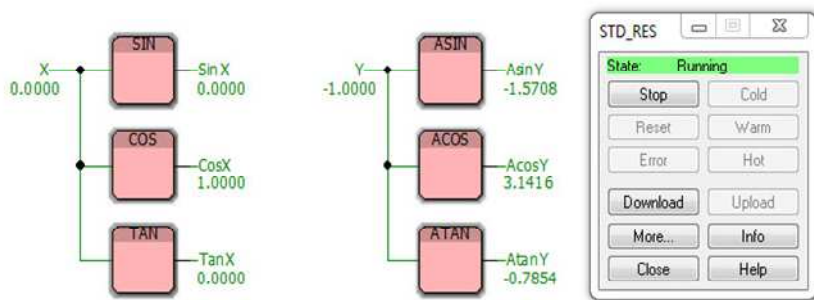 SIN
X
0.0000
SinX
0.0000
COS
CosX
1.0000
TAN
TanX
0.0000
ASIN
Y
-1.0000
AsinY
-1.5708
ACOS
AcosY
3.1416
ATAN
AtanY
-0.7854
STD_RES
State: Running
Stop Cold
Reset Warm
Error Hot
Download Upload
More... Info
Close Help